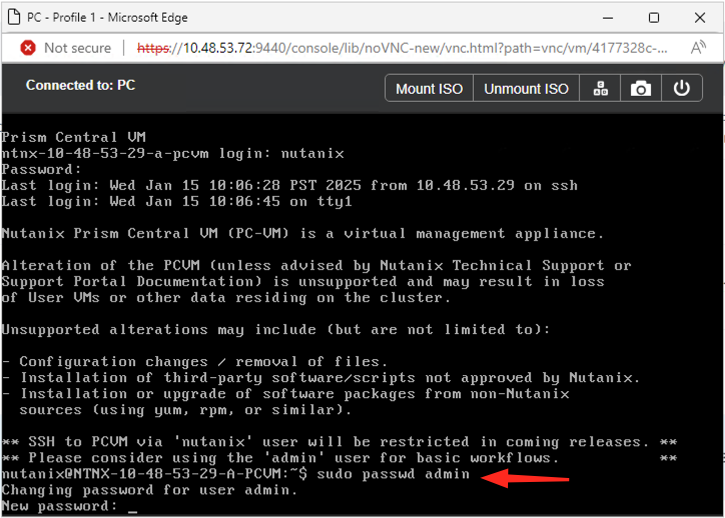 PC - Profile 1 - Microsoft Edge
Not secure https://10.48.53.72:9440/console/lib/noVNC-new/vnc.html?path=vnc/vm/4177328c-...
Connected to: PC
Mount ISO Unmount ISO
Prism Central VM
ntnx-10-48-53-29-a-pcvm login: nutanix
Password:
Last login: Wed Jan 15 10:06:28 PST 2025 from 10.48.53.29 on ssh
Last login: Wed Jan 15 10:06:45 on tty1
Nutanix Prism Central VM (PC-VM) is a virtual management appliance.
Alteration of the PCVM (unless advised by Nutanix Technical Support or
Support Portal Documentation) is unsupported and may result in loss
of User VMs or other data residing on the cluster.
Unsupported alterations may include (but are not limited to):
- Configuration changes / removal of files.
- Installation of third-party software/scripts not approved by Nutanix.
- Installation or upgrade of software packages from non-Nutanix
sources (using yum, rpm, or similar).
** SSH to PCVM via 'nutanix' user will be restricted in coming releases. **
** Please consider using the 'admin' user for basic workflows. **
nutanix@NTNX-10-48-53-29-A-PCVM:~$ sudo passwd admin
Changing password for user admin.
New password: _